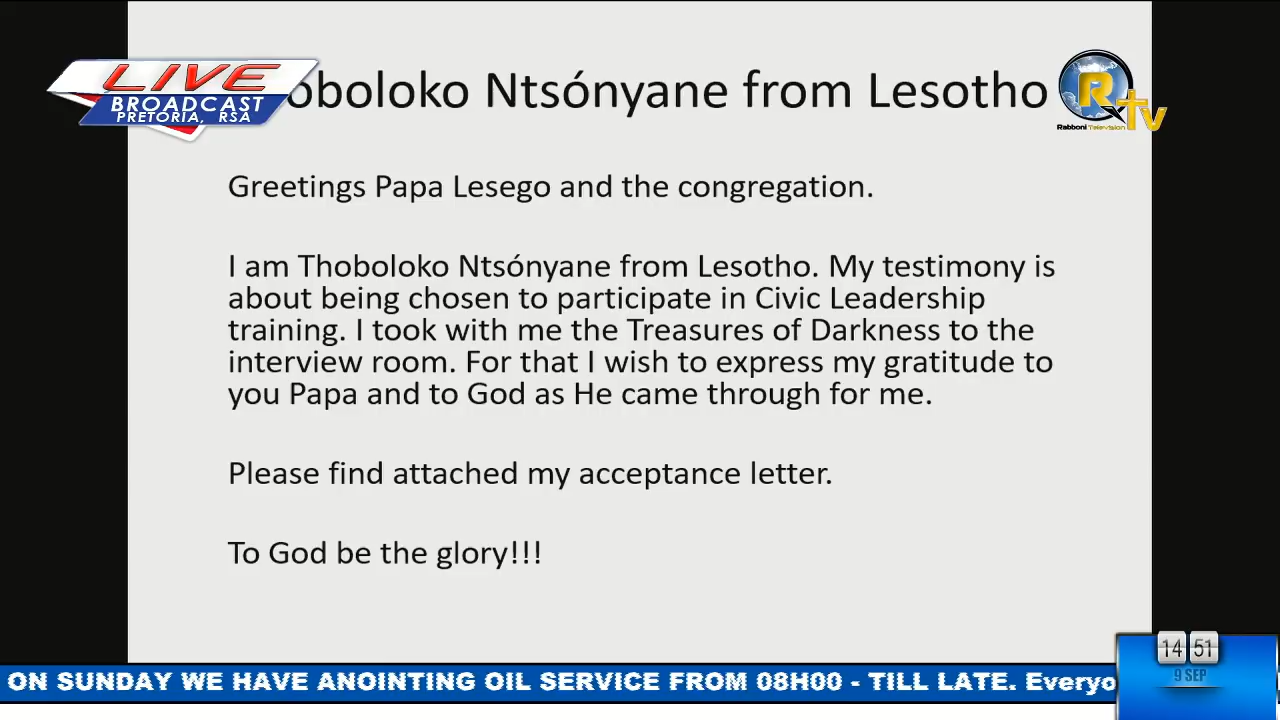 LIVE
BROADCAST
PRETORIA, RSA
oboloko Ntsónyane from Lesotho
R
tv
Rabboni Television
Greetings Papa Lesego and the congregation.
I am Thoboloko Ntsónyane from Lesotho. My testimony is
about being chosen to participate in Civic Leadership
training. I took with me the Treasures of Darkness to the
interview room. For that I wish to express my gratitude to
you Papa and to God as He came through for me.
Please find attached my acceptance letter.
To God be the glory!!!
14 51
9 SEP
ON SUNDAY WE HAVE ANOINTING OIL SERVICE FROM 08H00 - TILL LATE. Everyo